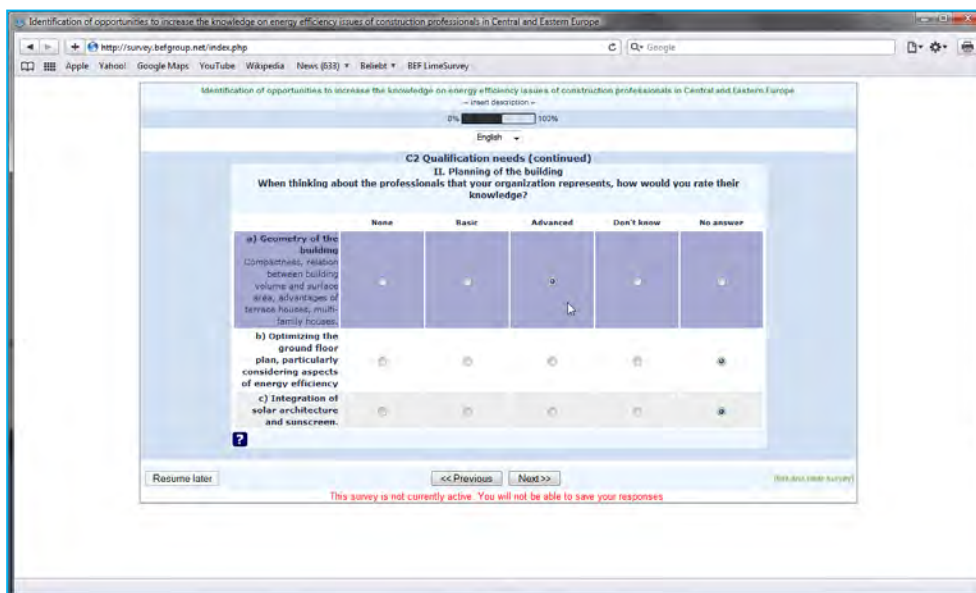 Identification of opportunities to increase the knowledge on energy efficiency issues of construction professionals in Central and Eastern Europe
http://survey.befgroup.net/index.php
Google
Apple Yahoo! Google Maps YouTube Wikipedia News (633) Beliebt BEF LimeSurvey
Identification of opportunities to increase the knowledge on energy efficiency issues of construction professionals in Central and Eastern Europe
-- Insert description --
0% 100%
English
C2 Qualification needs (continued)
II. Planning of the building
When thinking about the professionals that your organization represents, how would you rate their
knowledge?
None Basic Advanced Don't know No answer
a) Geometry of the
building
Compactness, relation
between building
volume and surface
area, advantages of
terrace houses, multi-
family houses.
b) Optimizing the
ground floor
plan, particularly
considering aspects
of energy efficiency
c) Integration of
solar architecture
and sunscreen.
?
Resume later << Previous Next >> [Exit and clear survey]
This survey is not currently active. You will not be able to save your responses